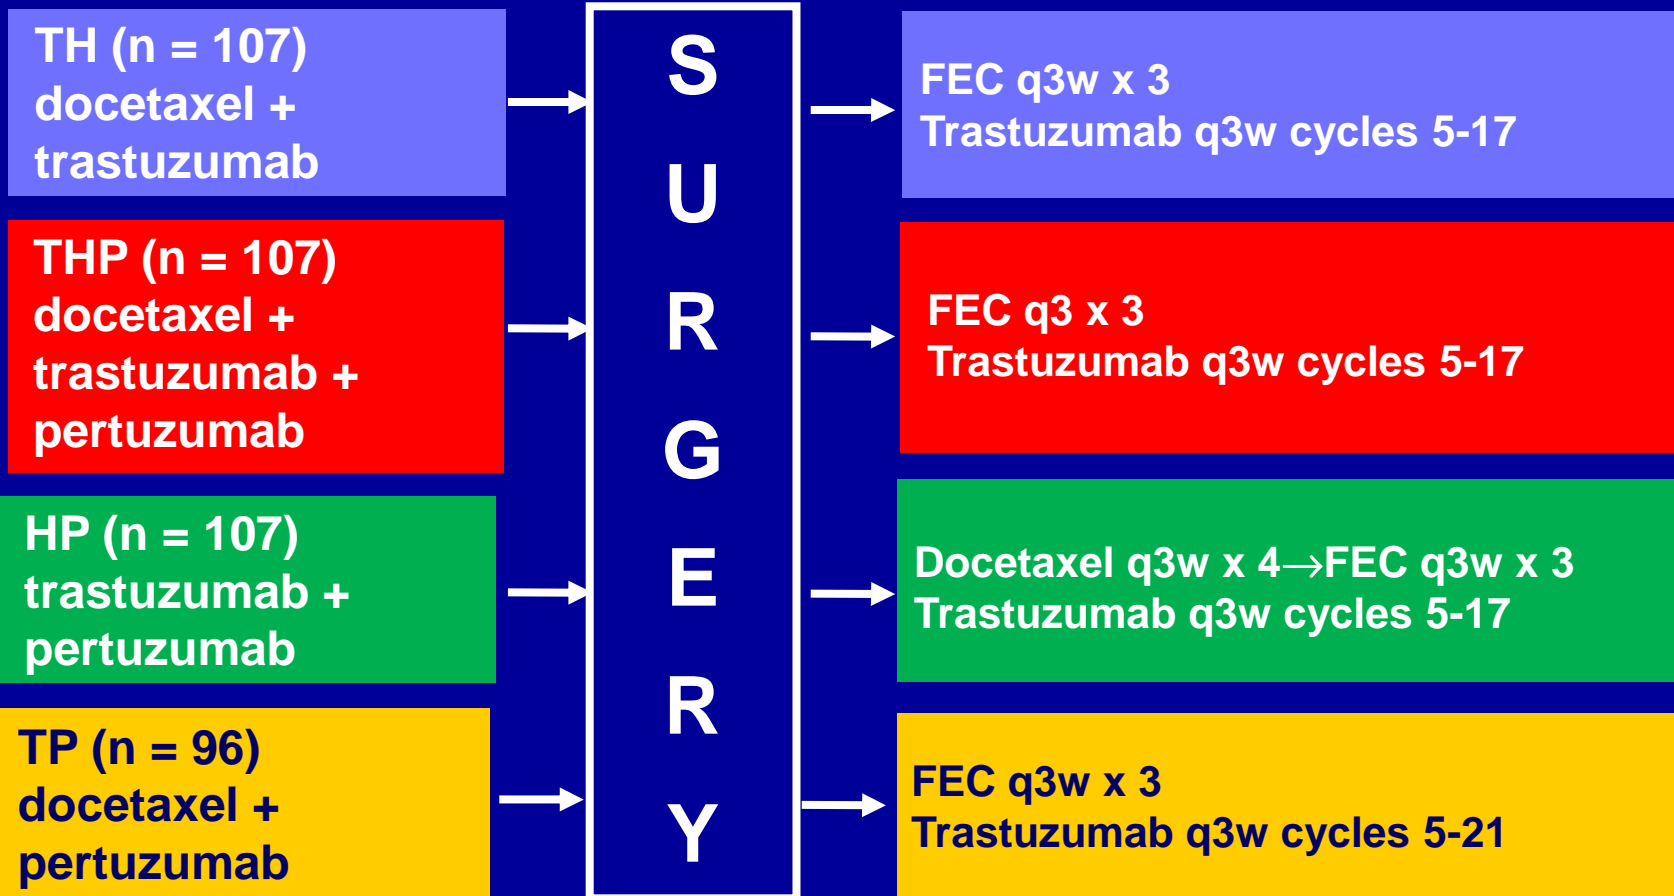 TH (n = 107)
docetaxel +
trastuzumab
FEC q3w x 3
Trastuzumab q3w cycles 5-17
THP (n = 107)
docetaxel +
trastuzumab +
pertuzumab
FEC q3 x 3
Trastuzumab q3w cycles 5-17
HP (n = 107)
trastuzumab +
pertuzumab
Docetaxel q3w x 4→FEC q3w x 3
Trastuzumab q3w cycles 5-17
TP (n = 96)
docetaxel +
pertuzumab
FEC q3w x 3
Trastuzumab q3w cycles 5-21
S
U
R
G
E
R
Y